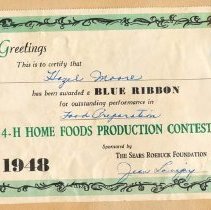 Greetings
This is to certify that
Hazel Moore
has been awarded a BLUE RIBBON
for outstanding performance in
Food Preparation
4-H HOME FOODS PRODUCTION CONTEST
Sponsored by
1948
THE SEARS ROEBUCK FOUNDATION
Jean